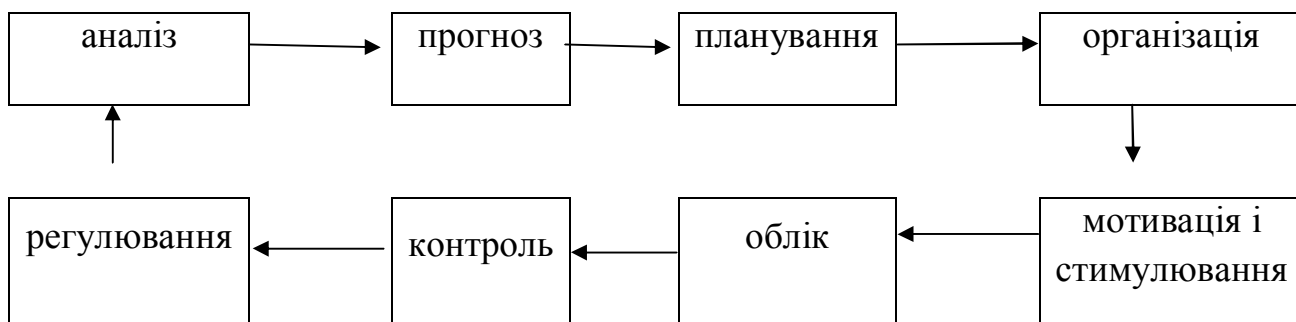 аналіз
прогноз
планування
організація
регулювання
контроль
облік
мотивація і
стимулювання